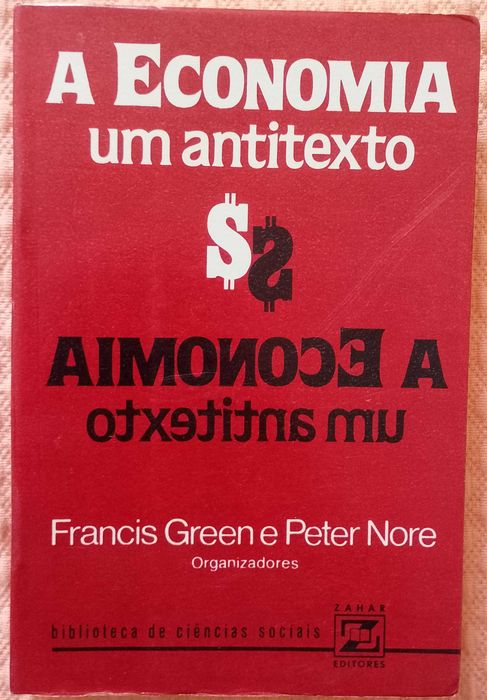 A ECONOMIA
um antitexto
$
$
A ECONOMIA
um antitexto
Francis Green e Peter Nore
Organizadores
biblioteca de ciências sociais
ZAHAR
EDITORES